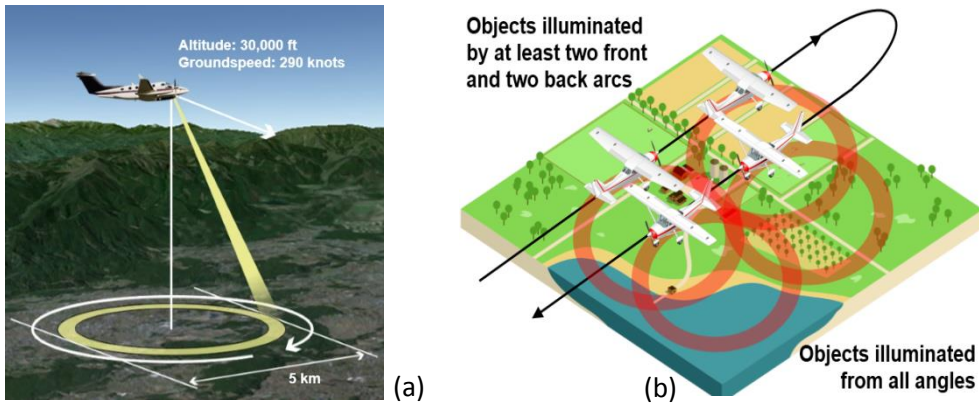 Altitude: 30,000 ft
Groundspeed: 290 knots
5 km
(a)
Objects illuminated
by at least two front
and two back arcs
Objects illuminated
from all angles
(b)